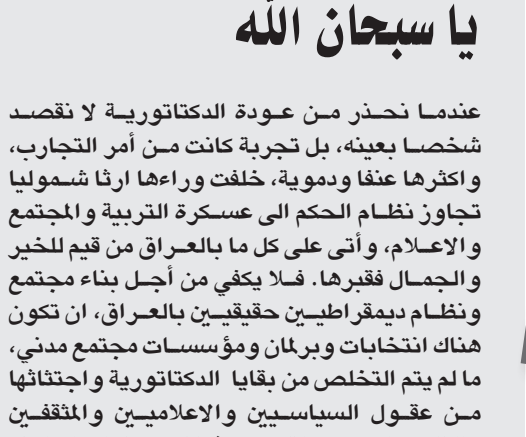 يا سبحان الله
عندما نحذر من عودة الدكتاتورية لا نقصد
شخصا بعينه، بل تجربة كانت من أمر التجارب،
واكثرها عنفا ودموية، خلفت وراءها ارثا شموليا
تجاوز نظام الحكم الى عسكرة التربية والمجتمع
والاعلام، وأتى على كل ما بالعراق من قيم للخير
والجمال فقبرها. فلا يكفي من أجل بناء مجتمع
ونظام ديمقراطيين حقيقيين بالعراق، ان تكون
هناك انتخابات وبرلمان ومؤسسات مجتمع مدني،
ما لم يتم التخلص من بقايا الدكتاتورية واجتثاثها
من عقول السياسيين والاعلاميين والمثقفين